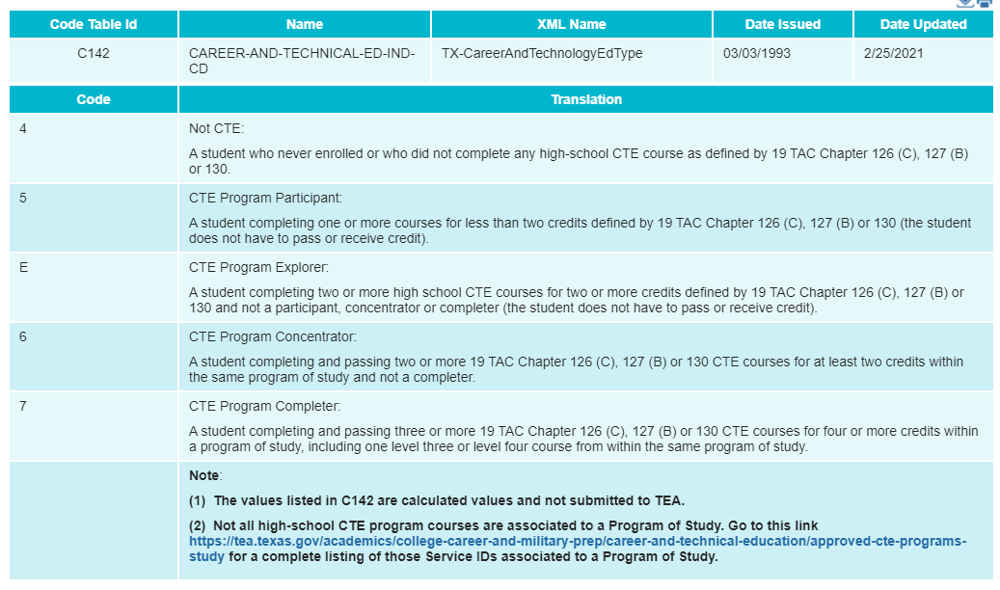 Code Table Id Name XML Name Date Issued Date Updated
C142 CAREER-AND-TECHNICAL-ED-IND- TX-CareerAndTechnologyEdType 03/03/1993 2/25/2021
CD
Code Translation
4 Not CTE:
A student who never enrolled or who did not complete any high-school CTE course as defined by 19 TAC Chapter 126 (C), 127 (B)
or 130.
5 CTE Program Participant:
A student completing one or more courses for less than two credits defined by 19 TAC Chapter 126 (C), 127 (B) or 130 (the student
does not have to pass or receive credit).
E CTE Program Explorer:
A student completing two or more high school CTE courses for two or more credits defined by 19 TAC Chapter 126 (C), 127 (B) or
130 and not a participant, concentrator or completer (the student does not have to pass or receive credit).
6 CTE Program Concentrator:
A student completing and passing two or more 19 TAC Chapter 126 (C), 127 (B) or 130 CTE courses for at least two credits within
the same program of study and not a completer.
7 CTE Program Completer:
A student completing and passing three or more 19 TAC Chapter 126 (C), 127 (B) or 130 CTE courses for four or more credits within
a program of study, including one level three or level four course from within the same program of study.
Note:
(1) The values listed in C142 are calculated values and not submitted to TEA.
(2) Not all high-school CTE program courses are associated to a Program of Study. Go to this link
https://tea.texas.gov/academics/college-career-and-military-prep/career-and-technical-education/approved-cte-programs-
study for a complete listing of those Service IDs associated to a Program of Study.